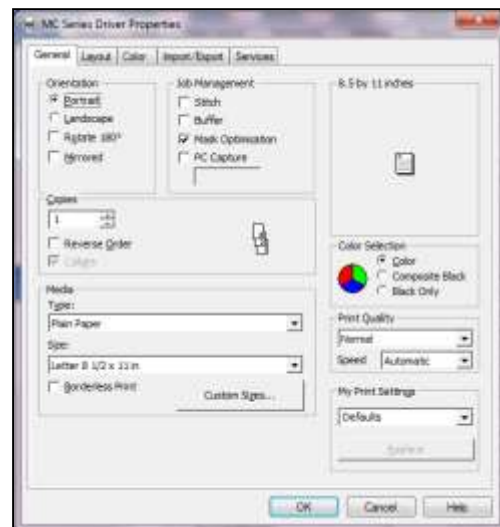 MC Series Driver Properties
General Layout Color Import/Export Services
Orientation
Portrait
Landscape
Rotate 180°
Mirrored
Job Management
Stitch
Buffer
Mask Optimisation
PC Capture
8.5 by 11 inches
Copies
1
Reverse Order
Collate
Color Selection
Color
Composite Black
Black Only
Media
Type:
Plain Paper
Size:
Letter 8 1/2 x 11 in
Borderless Print
Custom Sizes...
Print Quality
Normal
Speed Automatic
My Print Settings
Defaults
OK Cancel Help